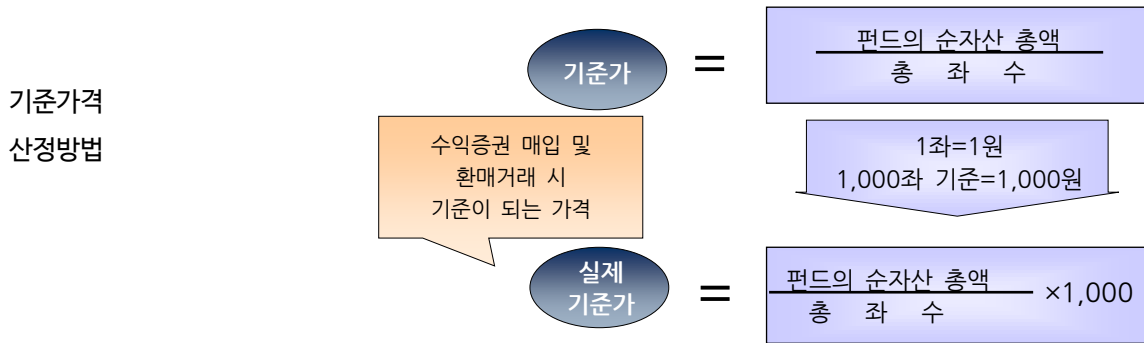 기준가격
산정방법
기준가
=
펀드의 순자산 총액
총 좌 수
수익증권 매입 및
환매거래 시
기준이 되는 가격
1좌=1원
1,000좌 기준=1,000원
실제
기준가
=
펀드의 순자산 총액
총 좌 수
×1,000